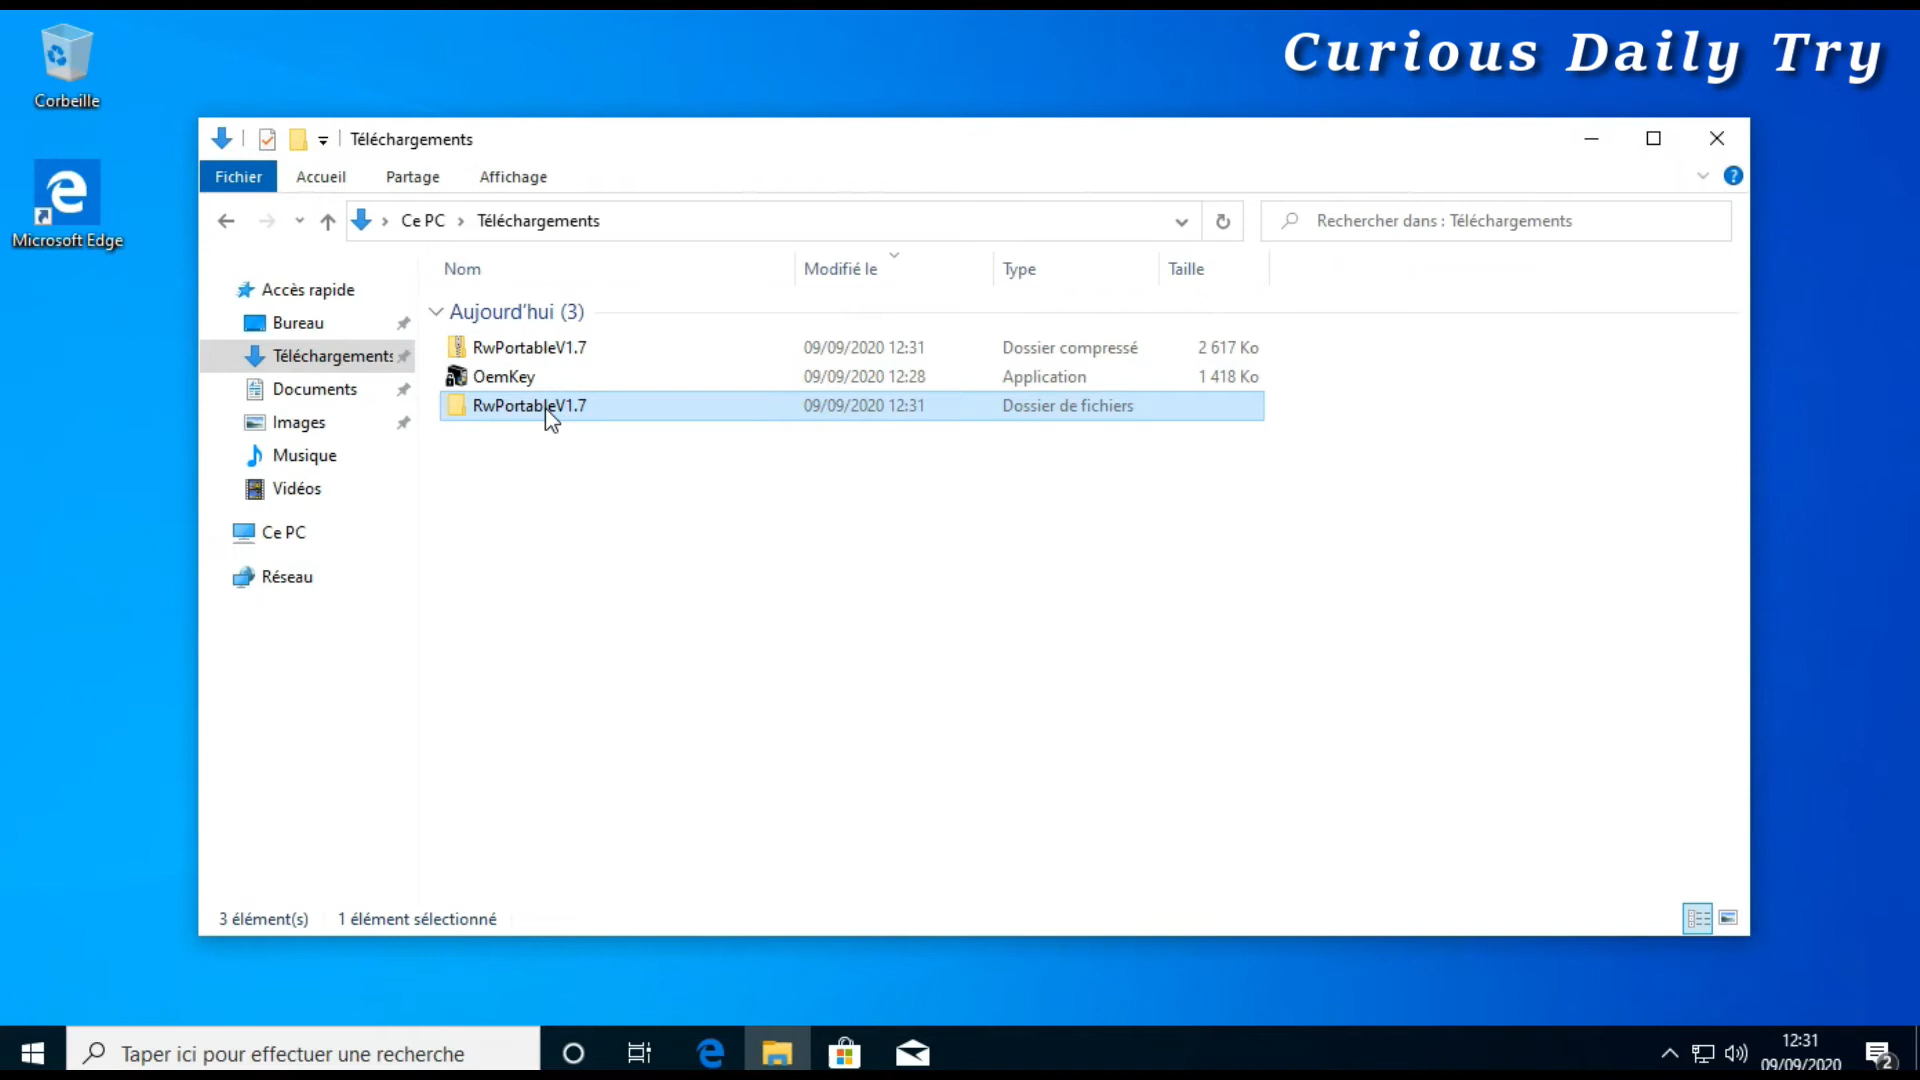 Curious Daily Try
Corbeille
Microsoft Edge
Téléchargements
Fichier
Accueil
Partage
Affichage
Ce PC
Téléchargements
Rechercher dans : Téléchargements
Nom
Modifié le
Type
Taille
Accès rapide
Bureau
Téléchargements
Documents
Images
Musique
Vidéos
Ce PC
Réseau
Aujourd'hui (3)
RwPortableV1.7 09/09/2020 12:31 Dossier compressé 2 617 Ko
OemKey 09/09/2020 12:28 Application 1 418 Ko
RwPortableV1.7 09/09/2020 12:31 Dossier de fichiers
3 élément(s)
1 élément sélectionné
Taper ici pour effectuer une recherche
12:31
09/09/2020
2